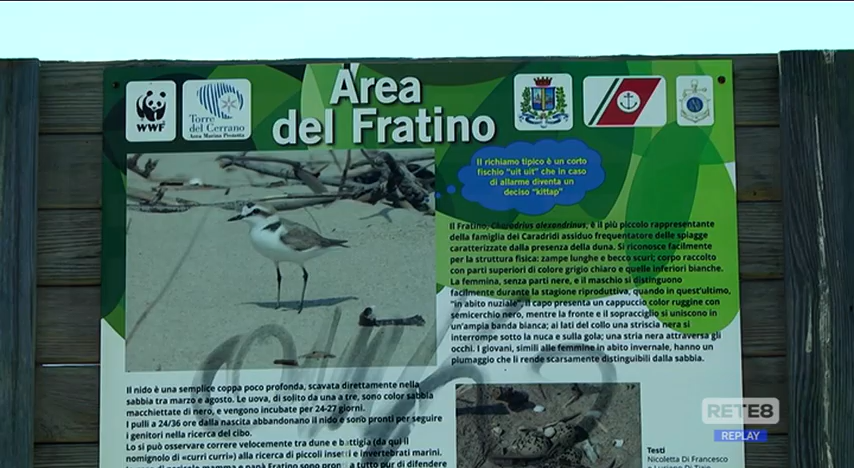 Area
del Fratino
WWF
Torre
del Cerrano
Area Marina Protetta
Il richiamo tipico è un corto
fischio "uit uit" che in caso
di allarme diventa un
deciso "kittap"
Il Fratino, Charadrius alexandrinus, è il più piccolo rappresentante
della famiglia dei Caradridi assiduo frequentatore delle spiagge
caratterizzate dalla presenza della duna. Si riconosce facilmente
per la struttura fisica: zampe lunghe e becco scuri; corpo raccolto
con parti superiori di colore grigio chiaro e quelle inferiori bianche.
La femmina, senza parti nere, e il maschio si distinguono
facilmente durante la stagione riproduttiva, quando in quest'ultimo,
"in abito nuziale", il capo presenta un cappuccio color ruggine con
semicerchio nero, mentre la fronte e il sopracciglio si uniscono in
un'ampia banda bianca; ai lati del collo una striscia nera si
interrompe sotto la nuca e sulla gola; una stria nera attraversa gli
occhi. I giovani, simili alle femmine in abito invernale, hanno un
piumaggio che li rende scarsamente distinguibili dalla sabbia.
Il nido è una semplice coppa poco profonda, scavata direttamente nella
sabbia tra marzo e agosto. Le uova, di solito da una a tre, sono color sabbia
macchiettate di nero, e vengono incubate per 24-27 giorni.
I pulli a 24/36 ore dalla nascita abbandonano il nido e sono pronti per seguire
i genitori nella ricerca del cibo.
Lo si può osservare correre velocemente tra dune e battigia (da qui il
nomignolo di «curri curri») alla ricerca di piccoli insetti e invertebrati marini.
mamma e papà Fratino sono pronti a tutto pur di difendere
Testi
Nicoletta Di Francesco
RETE8
REPLAY